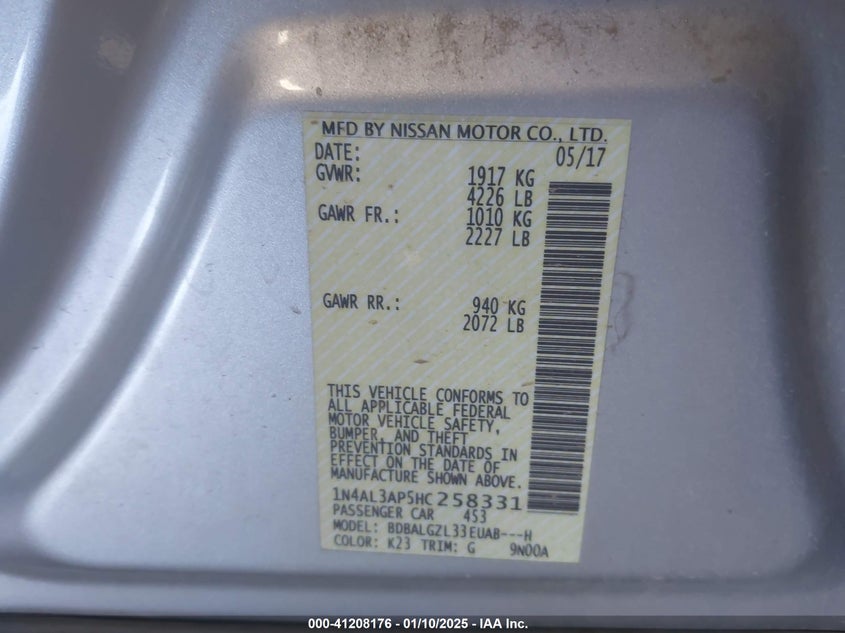 MFD BY NISSAN MOTOR CO., LTD.
DATE: 05/17
GVWR: 1917 KG
4226 LB
GAWR FR.: 1010 KG
2227 LB
GAWR RR.: 940 KG
2072 LB
THIS VEHICLE CONFORMS TO
ALL APPLICABLE FEDERAL
MOTOR VEHICLE SAFETY,
BUMPER, AND THEFT
PREVENTION STANDARDS IN
EFFECT ON THE DATE OF
MANUFACTURE SHOWN ABOVE.
1N4AL3AP5HC258331
PASSENGER CAR 453
MODEL: BDBALGZL33EUAB---H
COLOR: K23 TRIM: G 9N00A
000-41208176 — 01/10/2025 — IAA Inc.